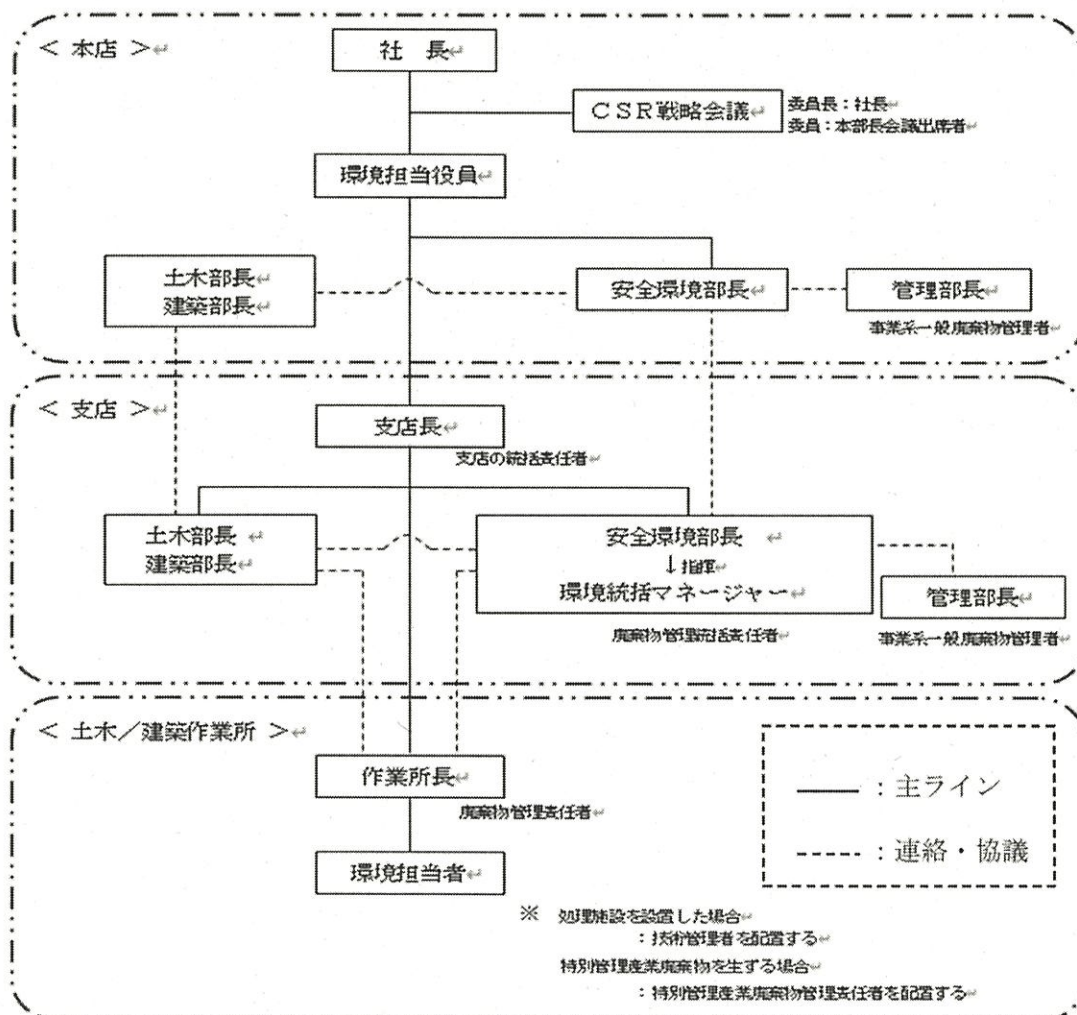 < 本店 >↵
社 長↵
CSR戦略会議↵
委員長：社長↵
委員：本部長会議出席者↵
環境担当役員↵
土木部長↵
建築部長↵
安全環境部長↵
管理部長↵
事業系一般廃棄物管理者↵
< 支店 >↵
支店長↵
支店の統括責任者↵
土木部長 ↵
建築部長↵
安全環境部長 ↵
↓指揮↵
環境統括マネージャー↵
管理部長↵
廃棄物管理統括責任者↵
事業系一般廃棄物管理者↵
< 土木／建築作業所 >↵
作業所長↵
廃棄物管理責任者↵
環境担当者↵
：主ライン
：連絡・協議
※ 処理施設を設置した場合↵
：技術管理者を配置する↵
特別管理産業廃棄物を生ずる場合↵
：特別管理産業廃棄物管理責任者を配置する↵